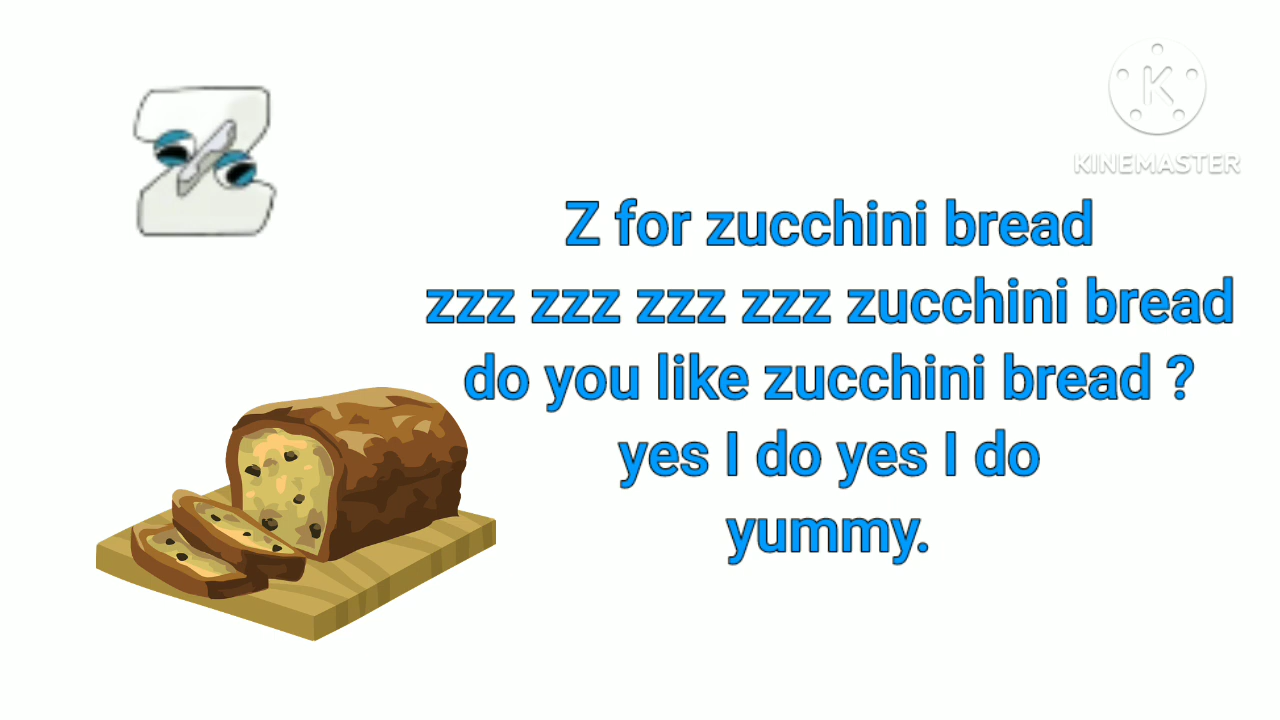 KINEMASTER
Z for zucchini bread
zzz zzz zzz zzz zucchini bread
do you like zucchini bread ?
yes I do yes I do
yummy.